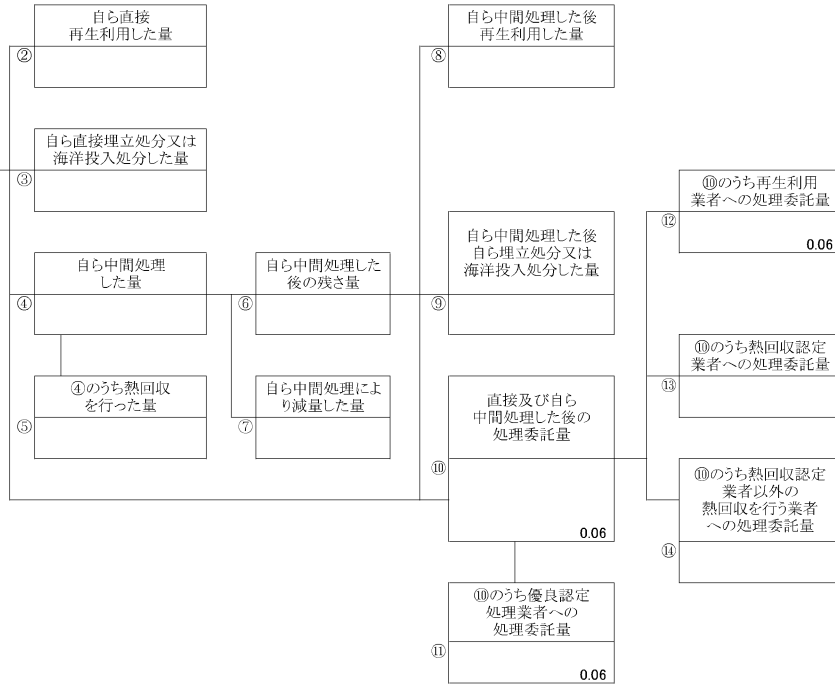 自ら直接
再生利用した量
②
自ら中間処理した後
再生利用した量
⑧
自ら直接埋立処分又は
海洋投入処分した量
③
⑩のうち再生利用
業者への処理委託量
⑫
0.06
自ら中間処理
した量
④
自ら中間処理した
後の残さ量
⑥
自ら中間処理した後
自ら埋立処分又は
海洋投入処分した量
⑨
⑩のうち熱回収認定
業者への処理委託量
⑬
④のうち熱回収
を行った量
⑤
自ら中間処理によ
り減量した量
⑦
直接及び自ら
中間処理した後の
処理委託量
⑩
0.06
⑩のうち熱回収認定
業者以外の
熱回収を行う業者
への処理委託量
⑭
⑩のうち優良認定
処理業者への
処理委託量
⑪
0.06